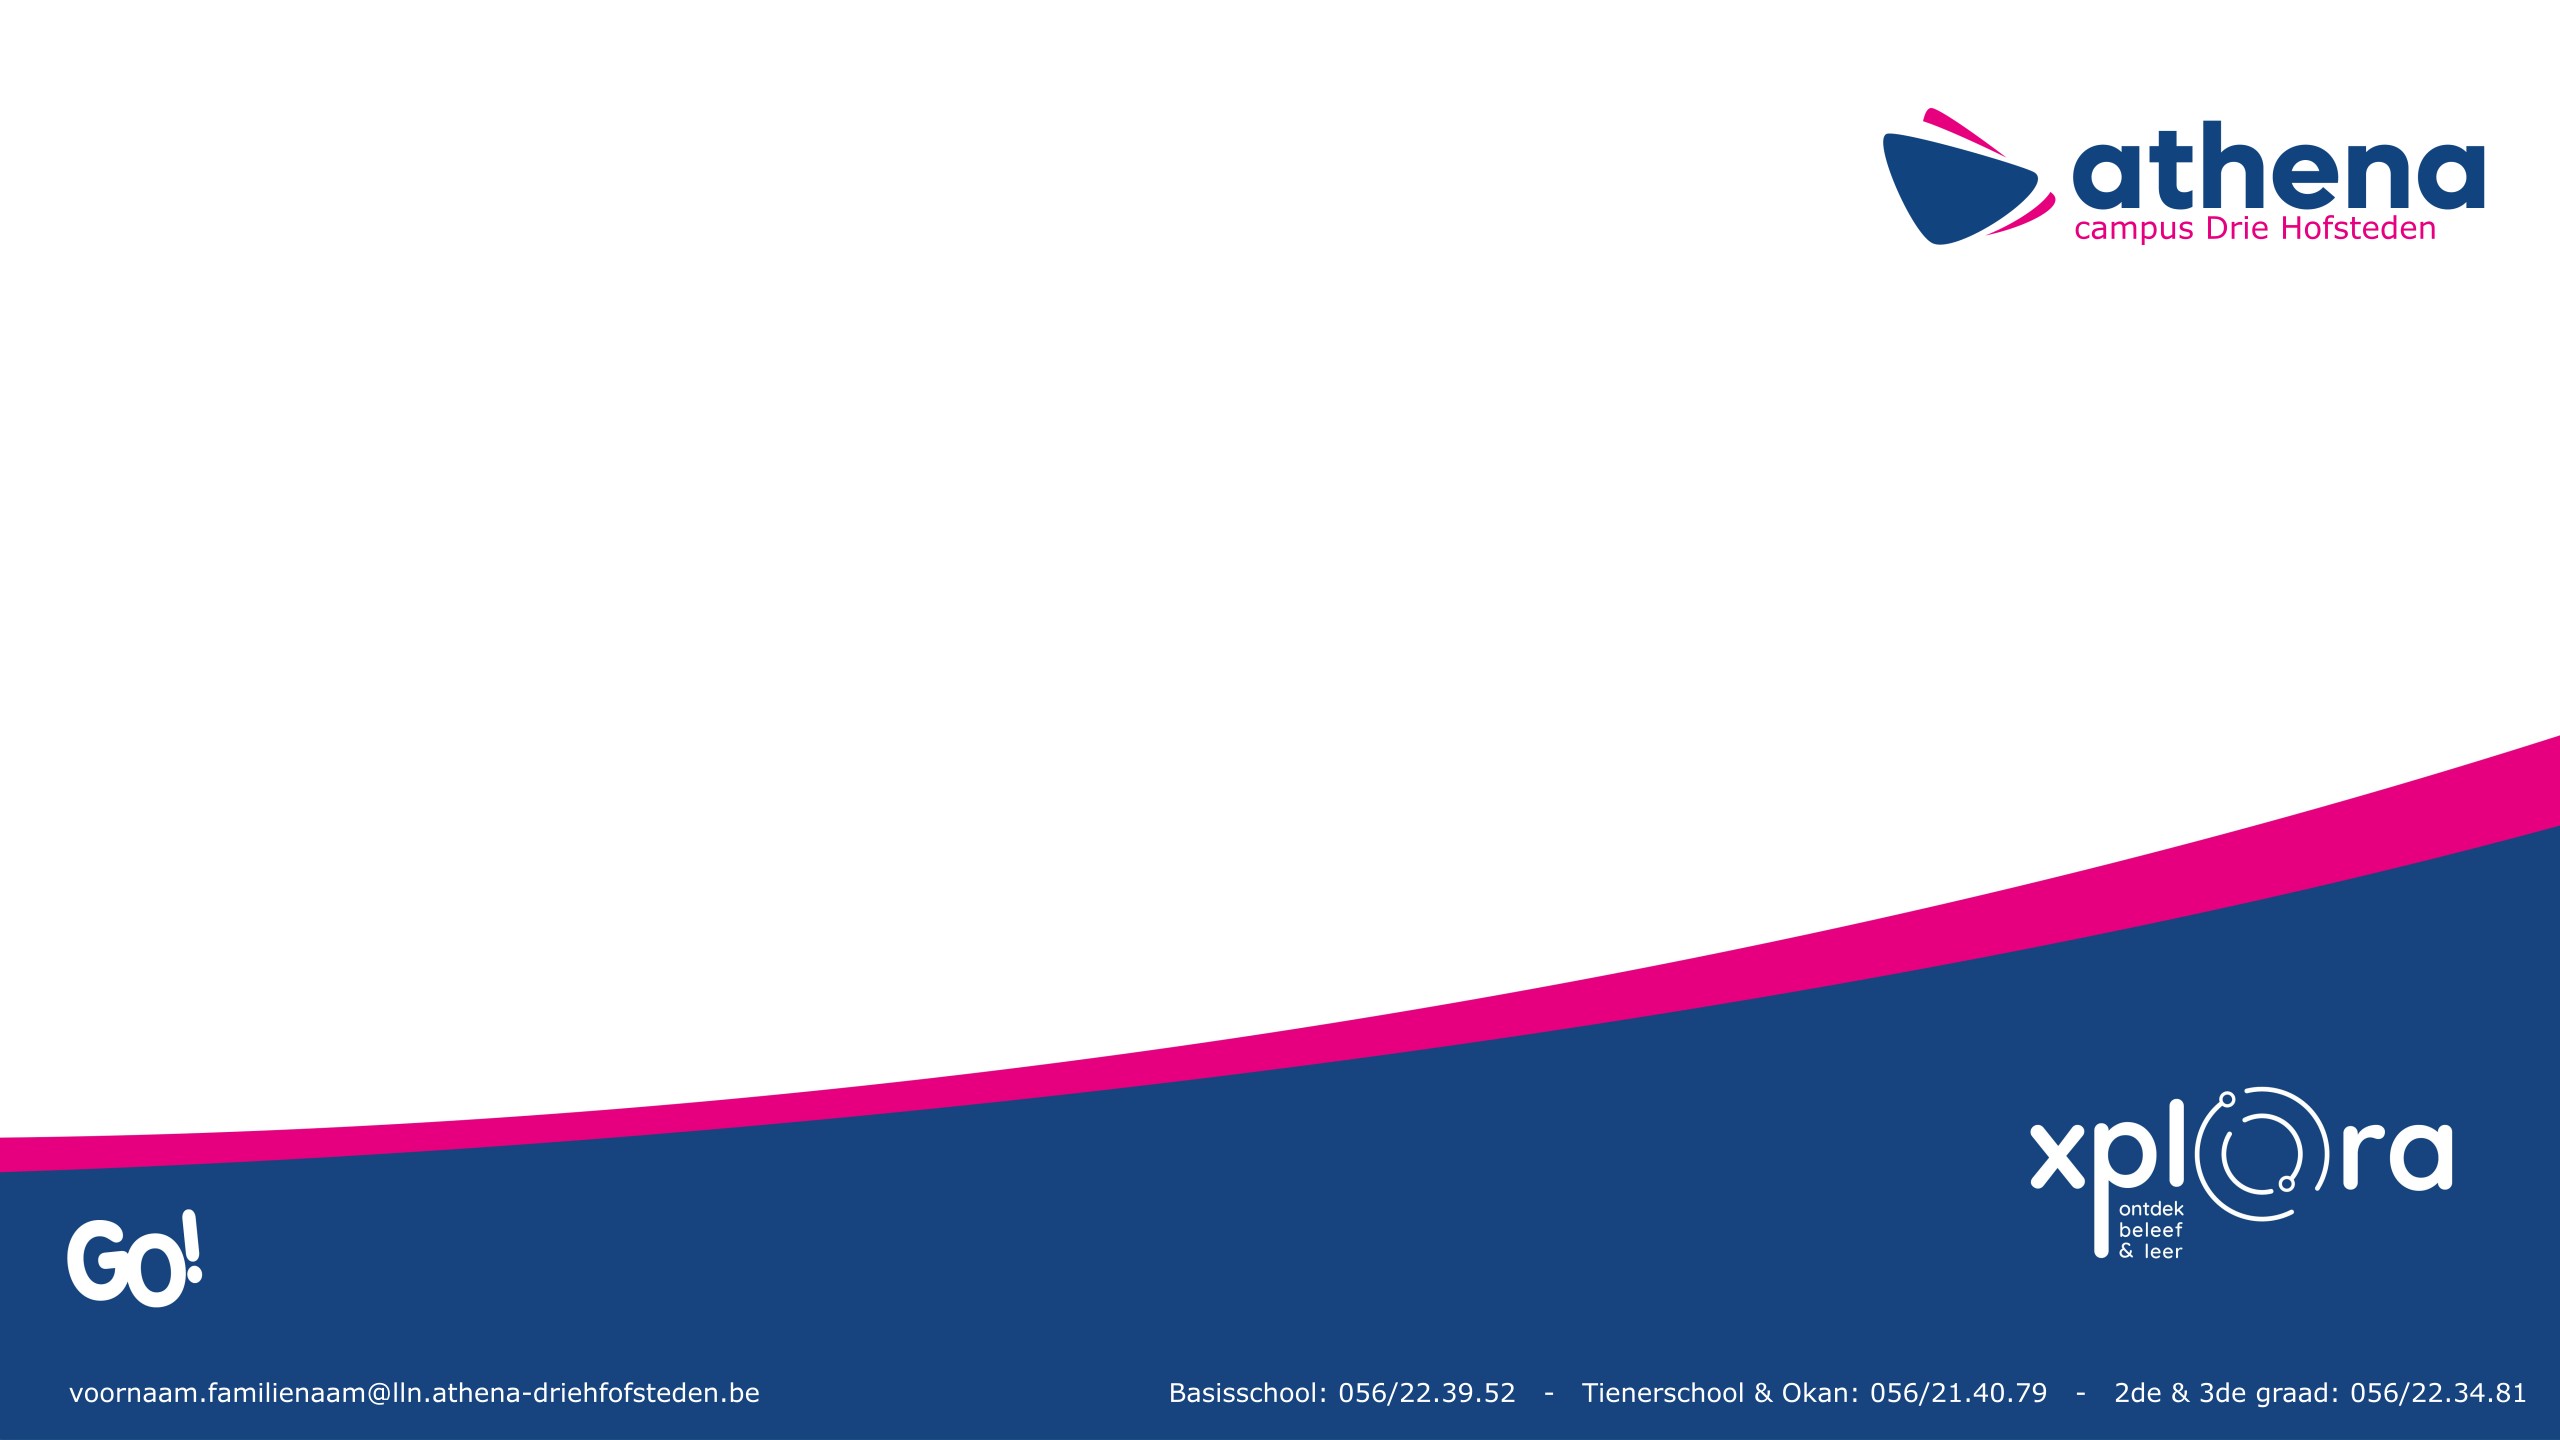 athena
campus Drie Hofsteden
xplora
ontdek
beleef
& leer
GO!
voornaam.familienaam@lln.athena-driehfofsteden.be
Basisschool: 056/22.39.52 - Tienerschool & Okan: 056/21.40.79 - 2de & 3de graad: 056/22.34.81